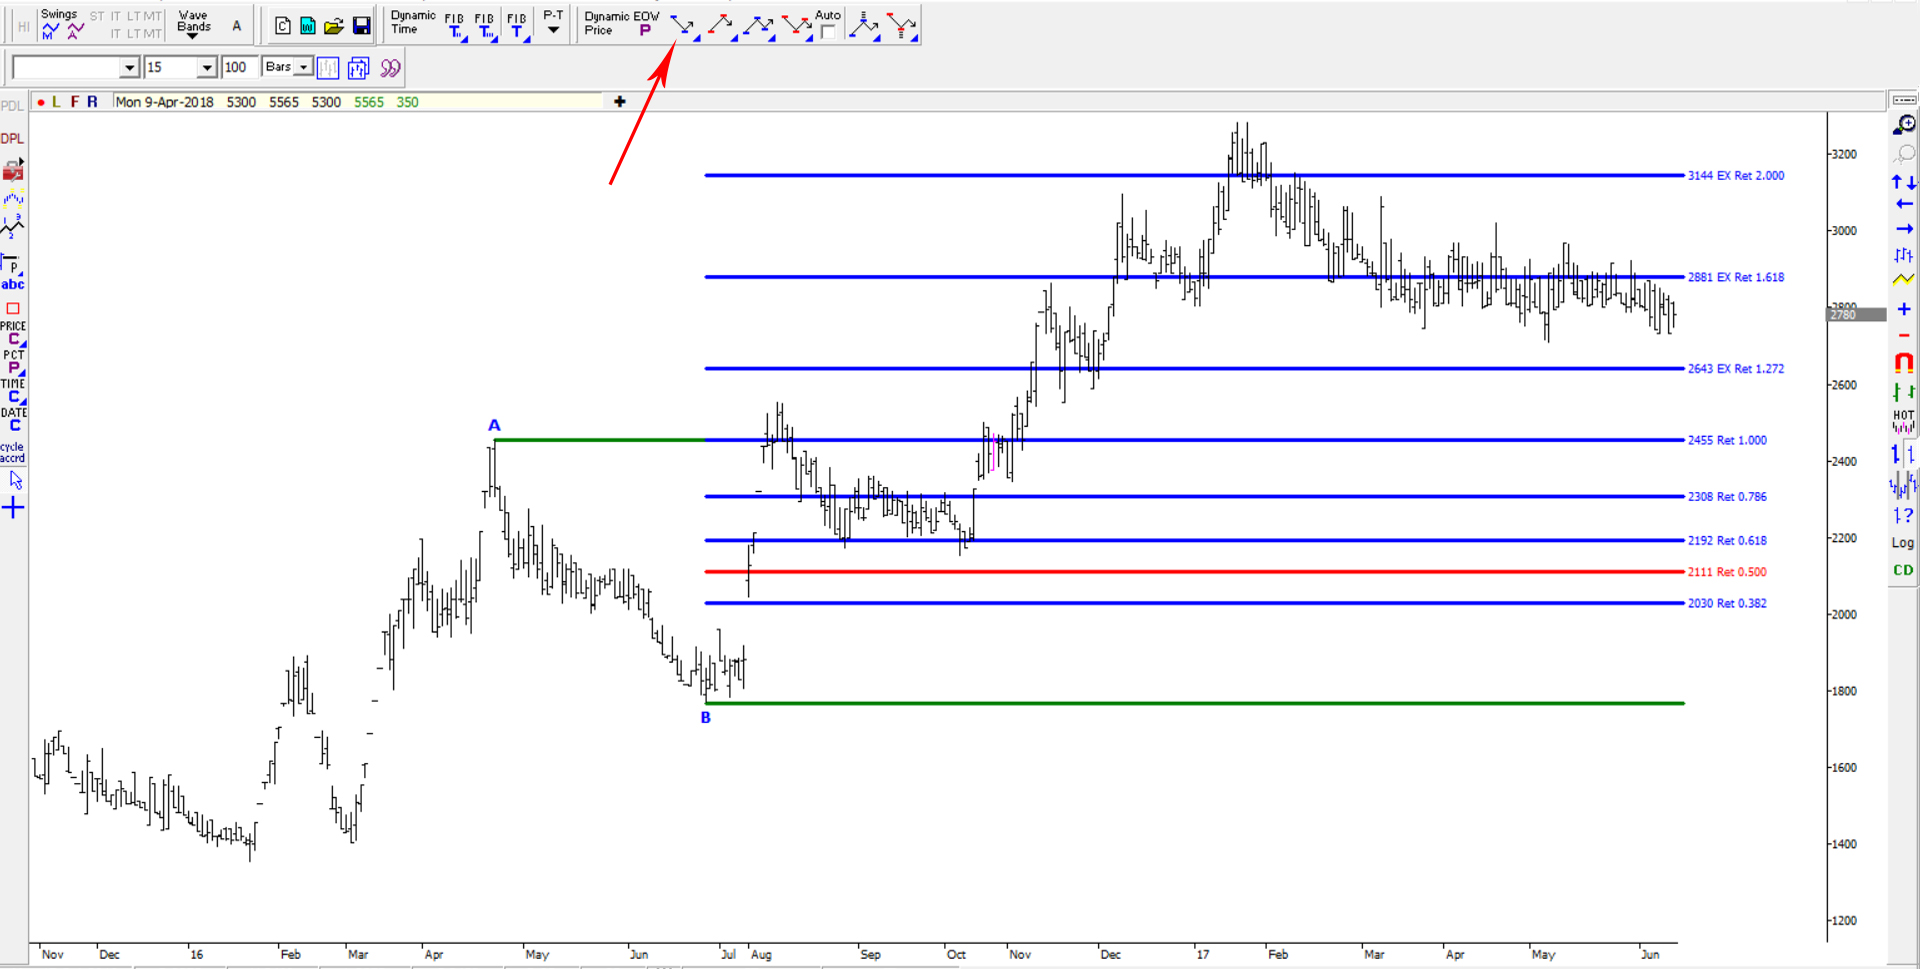 HI Swings M A ST IT LT MT IT LT MT Wave Bands A C W Dynamic Time FIB T... FIB T... FIB T P-T Dynamic Price EOW P Auto
15 100 Bars
PDL L F R Mon 9-Apr-2018 5300 5565 5300 5565 350
DPL
P
abc
PRICE
C
PCT
P
TIME
C
DATE
C
cycle
accrd
3144 EX Ret 2.000
2881 EX Ret 1.618
2643 EX Ret 1.272
A
2455 Ret 1.000
2308 Ret 0.786
2192 Ret 0.618
2111 Ret 0.500
2030 Ret 0.382
B
3200
3000
2800
2780
2600
2400
2200
2000
1800
1600
1400
1200
HOT
1?
Log
CD
Nov Dec 16 Feb Mar Apr May Jun Jul Aug Sep Oct Nov Dec 17 Feb Mar Apr May Jun